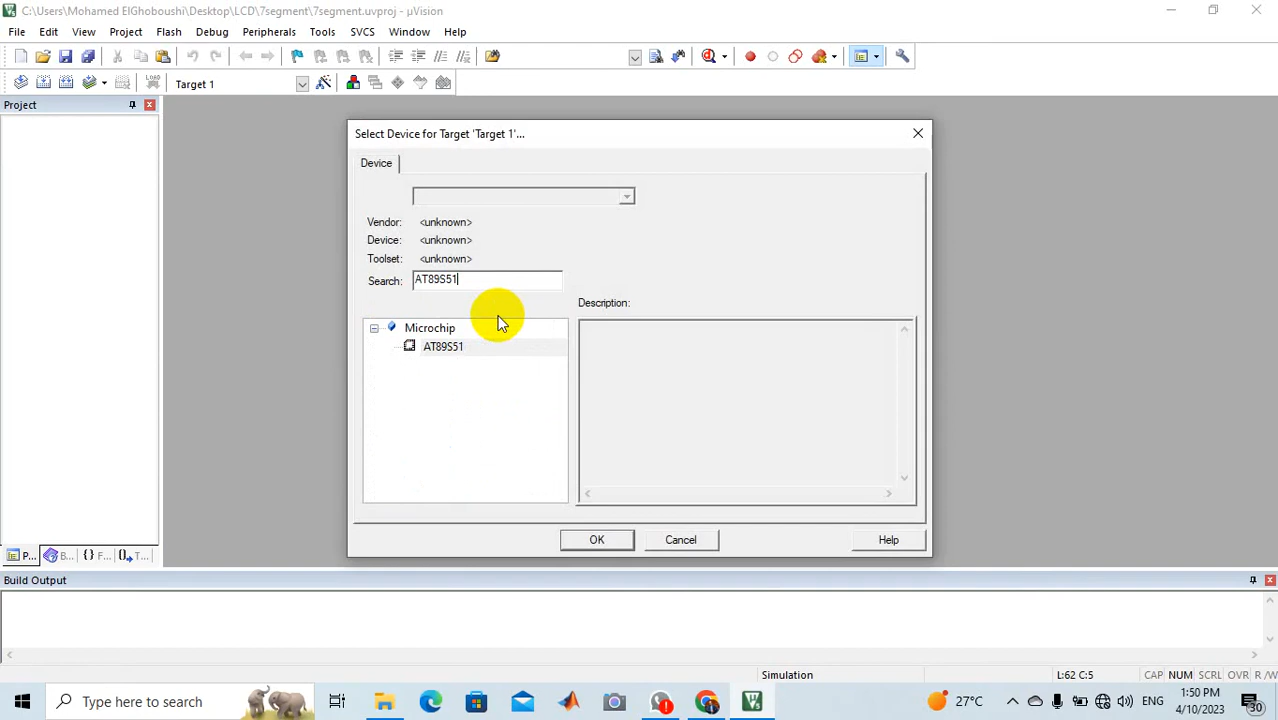 C:\Users\Mohamed ElGhoboushi\Desktop\LCD\7segment\7segment.uvproj - µVision
File Edit View Project Flash Debug Peripherals Tools SVCS Window Help
LOAD Target 1
Project
Select Device for Target 'Target 1'...
Device
Vendor: <unknown>
Device: <unknown>
Toolset: <unknown>
Search: AT89S51
Description:
Microchip
AT89S51
OK Cancel Help
P... B... {} F... T...
Build Output
Simulation L:62 C:5 CAP NUM SCRL OVR R/W
Type here to search 27°C ENG 1:50 PM
4/10/2023 30